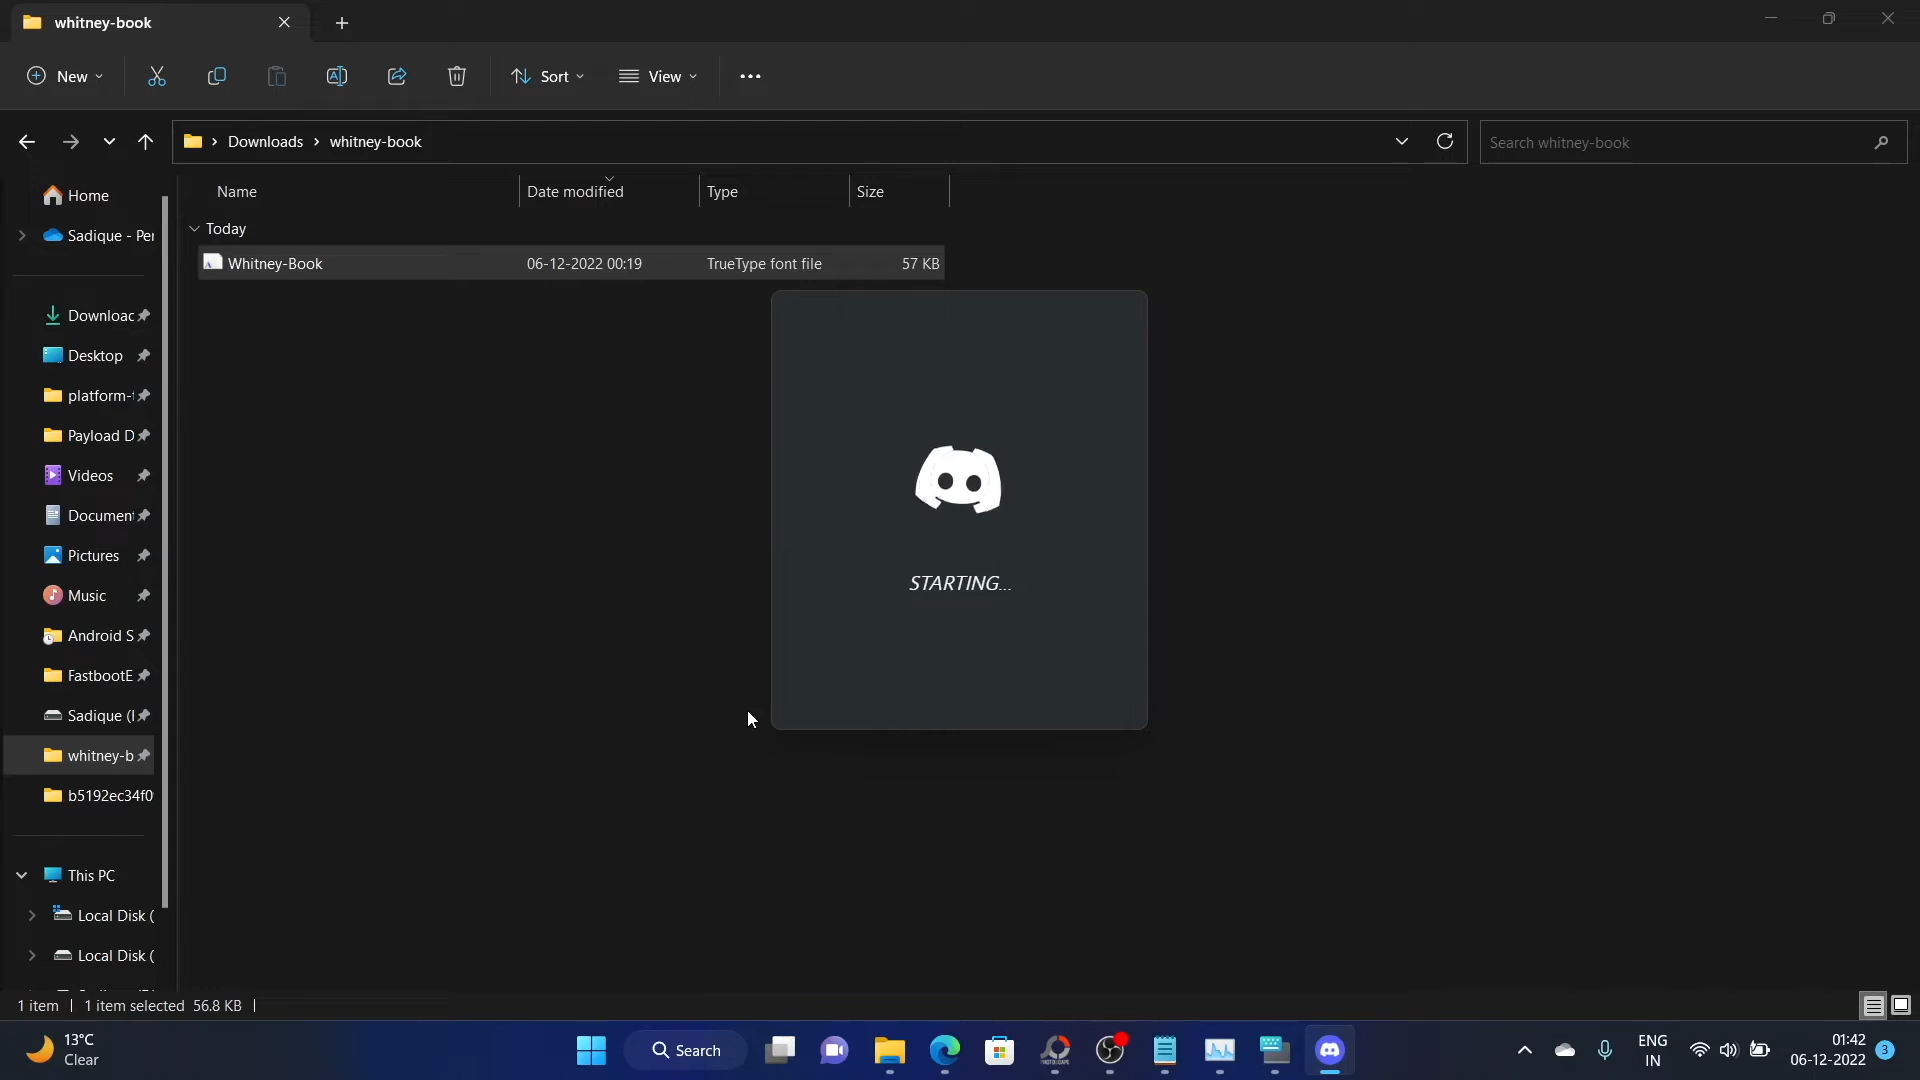 whitney-book
New
Sort
View
Downloads
whitney-book
Search whitney-book
Name
Date modified
Type
Size
Today
Whitney-Book
06-12-2022 00:19
TrueType font file
57 KB
Home
Sadique - Per
Downloac
Desktop
platform-t
Payload D
Videos
Document
Pictures
Music
Android S
FastbootE
Sadique (I
whitney-b
b5192ec34f0
This PC
Local Disk (
Local Disk (
STARTING...
1 item
1 item selected 56.8 KB
13°C
Clear
Search
ENG
IN
01:42
06-12-2022
3